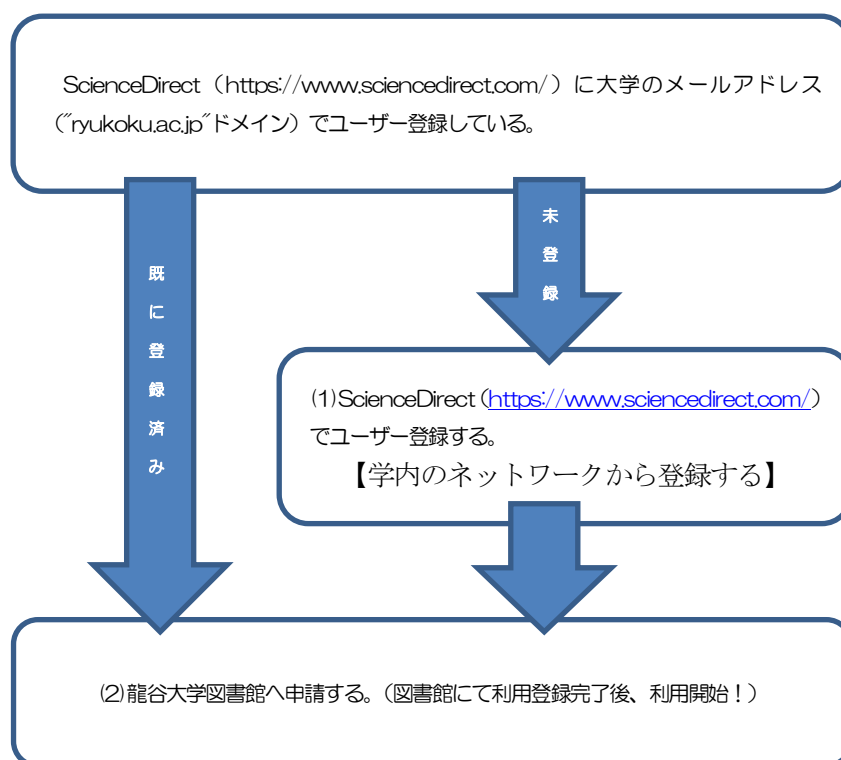 ScienceDirect（https://www.sciencedirect.com/）に大学のメールアドレス
（"ryukoku.ac.jp"ドメイン）でユーザー登録している。
既に登録済み
未登録
(1)ScienceDirect（https://www.sciencedirect.com/）
でユーザー登録する。
【学内のネットワークから登録する】
(2)龍谷大学図書館へ申請する。（図書館にて利用登録完了後、利用開始！）